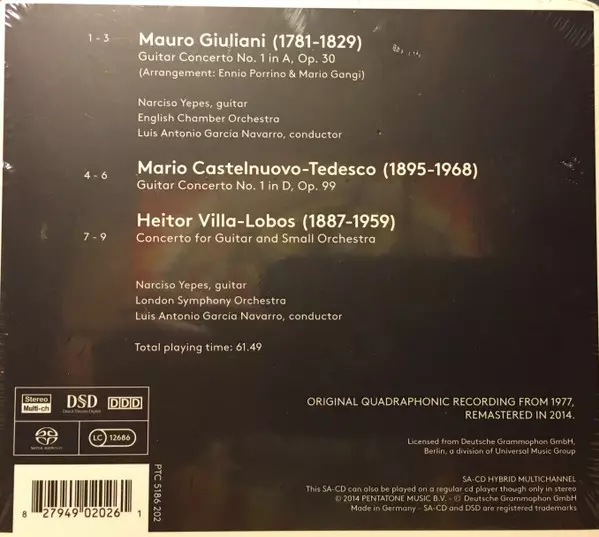 1 - 3 Mauro Giuliani (1781-1829)
Guitar Concerto No. 1 in A, Op. 30
(Arrangement: Ennio Porrino & Mario Gangi)
Narciso Yepes, guitar
English Chamber Orchestra
Luis Antonio García Navarro, conductor
4 - 6 Mario Castelnuovo-Tedesco (1895-1968)
Guitar Concerto No. 1 in D, Op. 99
Heitor Villa-Lobos (1887-1959)
7 - 9 Concerto for Guitar and Small Orchestra
Narciso Yepes, guitar
London Symphony Orchestra
Luis Antonio García Navarro, conductor
Total playing time: 61.49
Stereo
Multi-ch
DSD
Direct Stream Digital
DDD
SUPER AUDIO CD
LC 12686
ORIGINAL QUADRAPHONIC RECORDING FROM 1977,
REMASTERED IN 2014.
Licensed from Deutsche Grammophon GmbH,
Berlin, a division of Universal Music Group
SA-CD HYBRID MULTICHANNEL
This SA-CD can also be played on a regular cd player though only in stereo
© 2014 PENTATONE MUSIC B.V. - ℗ Deutsche Grammophon GmbH
Made in Germany - SA-CD and DSD are registered trademarks
PTC 5186 202
8 27949 02026 1